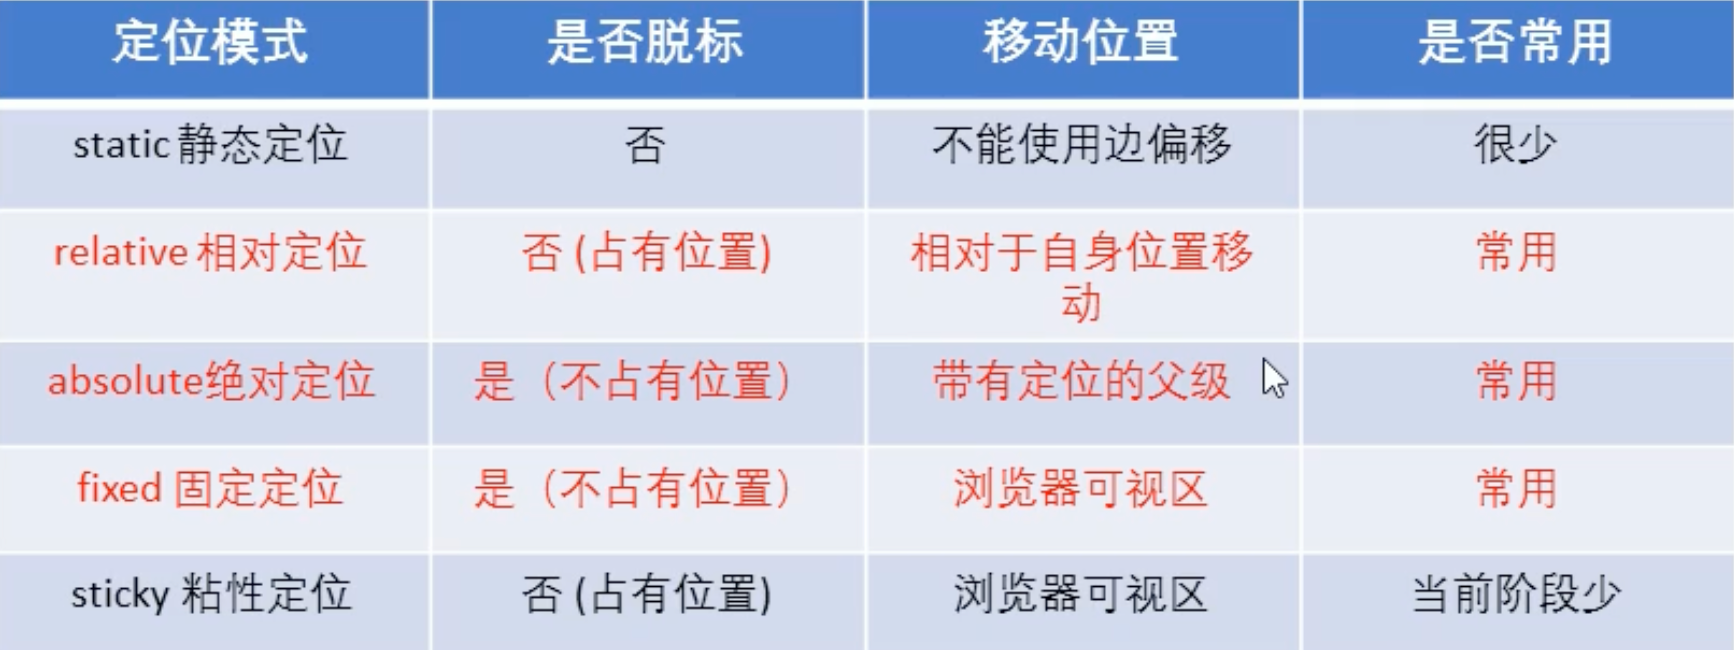 定位模式 是否脱标 移动位置 是否常用
static 静态定位 否 不能使用边偏移 很少
relative 相对定位 否 (占有位置) 相对于自身位置移 常用
动
absolute绝对定位 是（不占有位置） 带有定位的父级 常用
fixed 固定定位 是（不占有位置） 浏览器可视区 常用
sticky 粘性定位 否 (占有位置) 浏览器可视区 当前阶段少